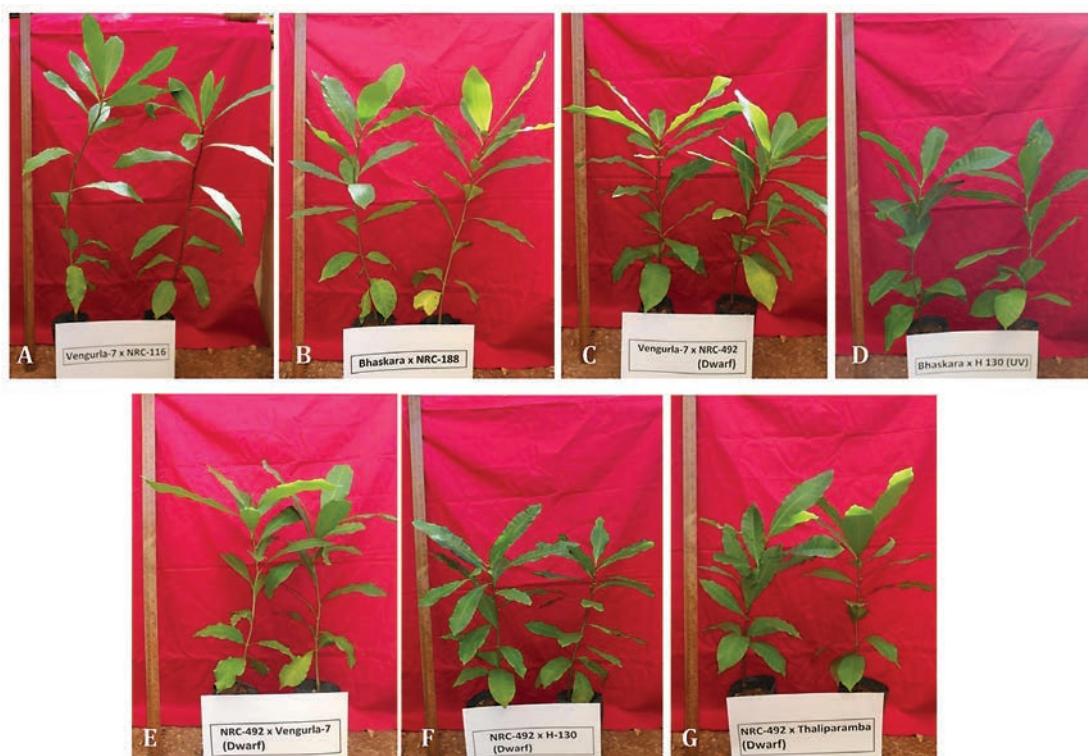 A
Vengurla-7 x NRC-116
B
Bhaskara x NRC-188
C
Vengurla-7 x NRC-492
(Dwarf)
D
Bhaskara x H 130 (UV)
E
NRC-492 x Vengurla-7
(Dwarf)
F
NRC-492 x H-130
(Dwarf)
G
NRC-492 x Thaliparamba
(Dwarf)